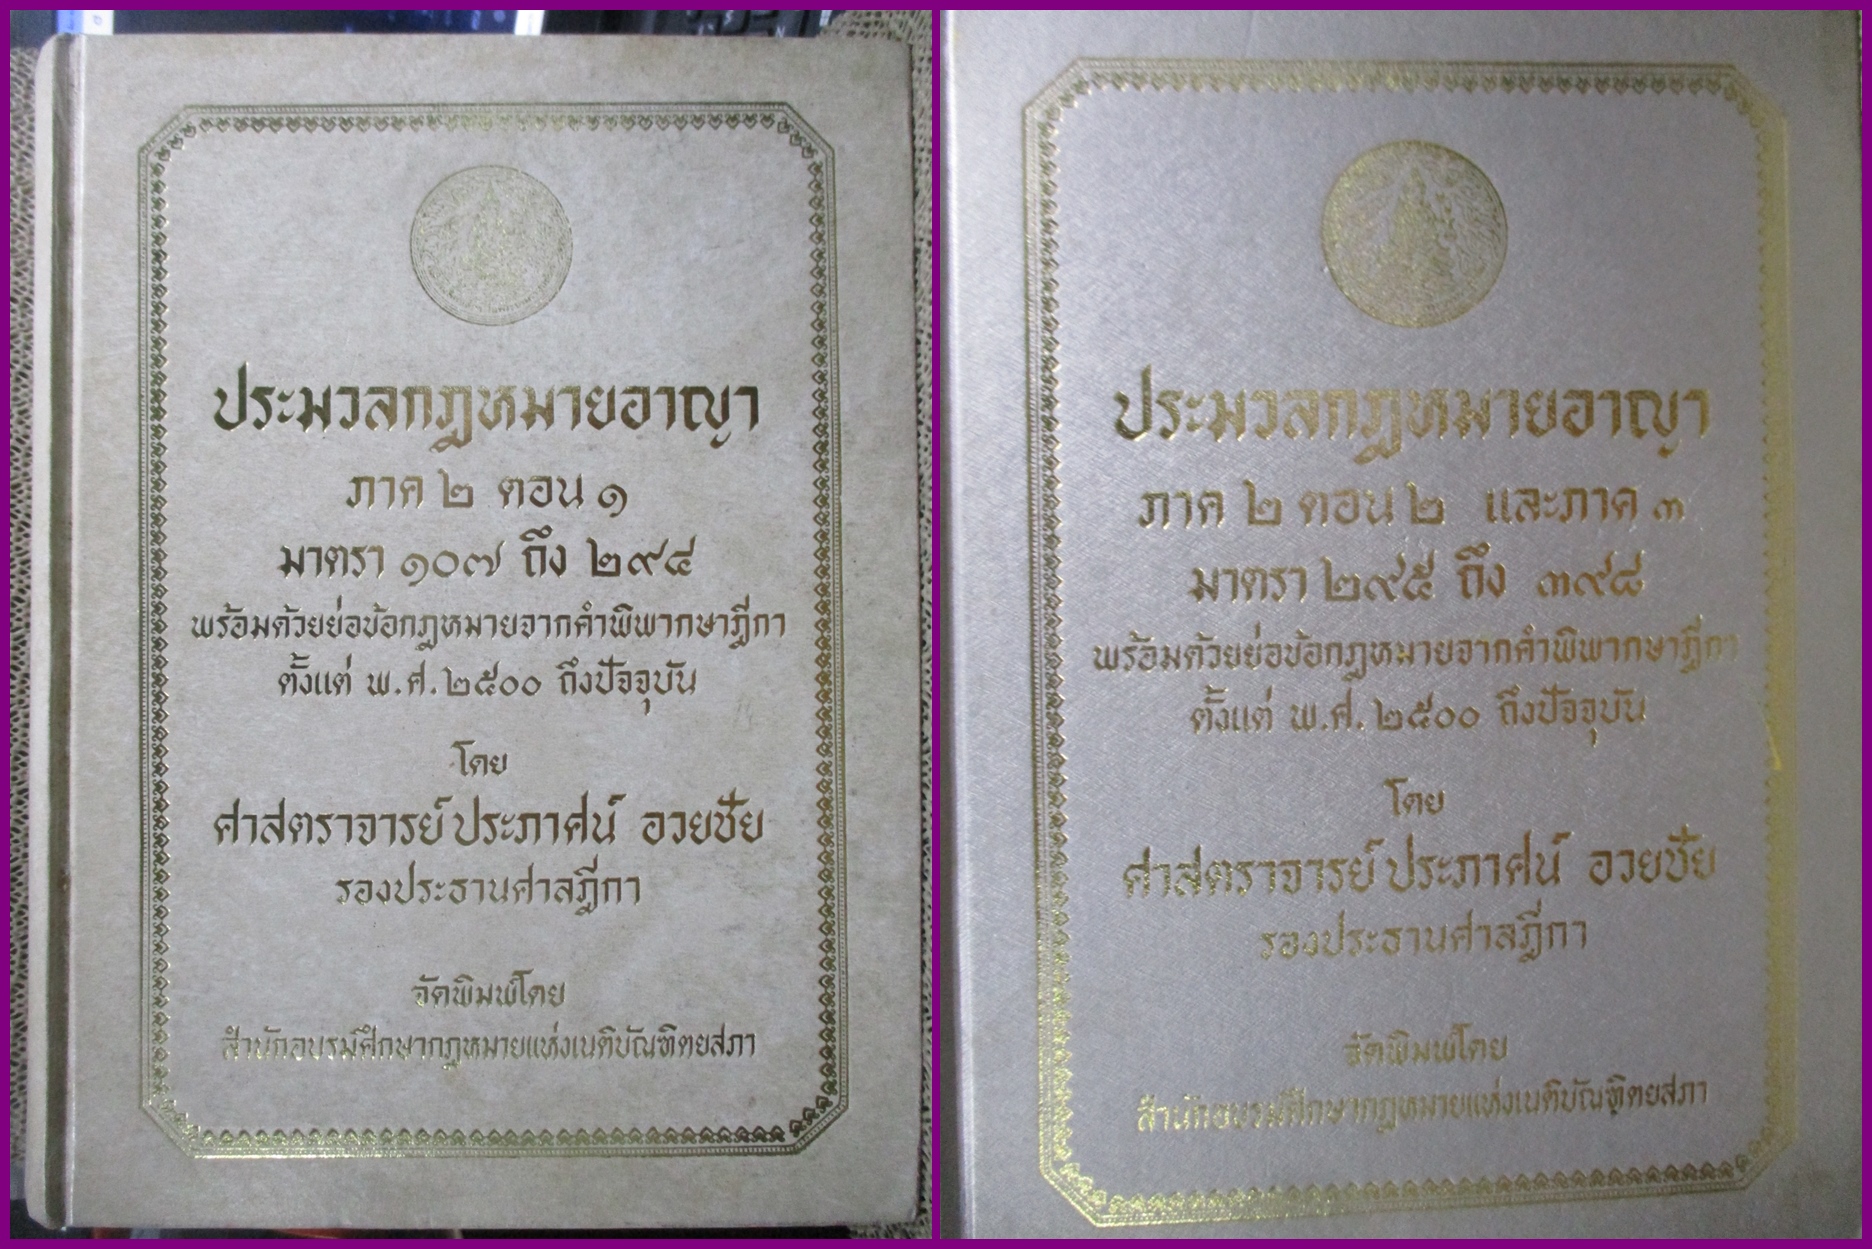 ประมวลกฎหมายอาญา
ภาค ๒ ตอน ๑
มาตรา ๑๐๗ ถึง ๒๙๔
พร้อมด้วยย่อข้อกฎหมายจากคำพิพากษาฎีกา
ตั้งแต่ พ.ศ. ๒๕๐๐ ถึงปัจจุบัน
โดย
ศาสตราจารย์ ประภาศน์ อวยชัย
รองประธานศาลฎีกา
จัดพิมพ์โดย
สำนักอบรมศึกษากฎหมายแห่งเนติบัณฑิตยสภา
ประมวลกฎหมายอาญา
ภาค ๒ ตอน ๒ และภาค ๓
มาตรา ๒๙๕ ถึง ๓๙๘
พร้อมด้วยย่อข้อกฎหมายจากคำพิพากษาฎีกา
ตั้งแต่ พ.ศ. ๒๕๐๐ ถึงปัจจุบัน
โดย
ศาสตราจารย์ ประภาศน์ อวยชัย
รองประธานศาลฎีกา
จัดพิมพ์โดย
สำนักอบรมศึกษากฎหมายแห่งเนติบัณฑิตยสภา